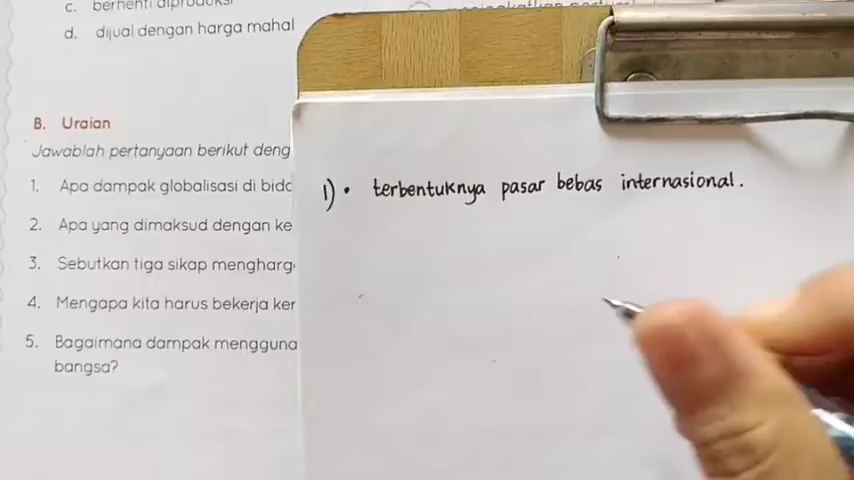 c. berhenti diproduksi
d. dijual dengan harga mahal
B. Uraian
Jawablah pertanyaan berikut deng
1. Apa dampak globalisasi di bida
2. Apa yang dimaksud dengan ke
3. Sebutkan tiga sikap mengharg
4. Mengapa kita harus bekerja ker
5. Bagaimana dampak mengguna
bangsa?
1) • terbentuknya pasar bebas internasional.